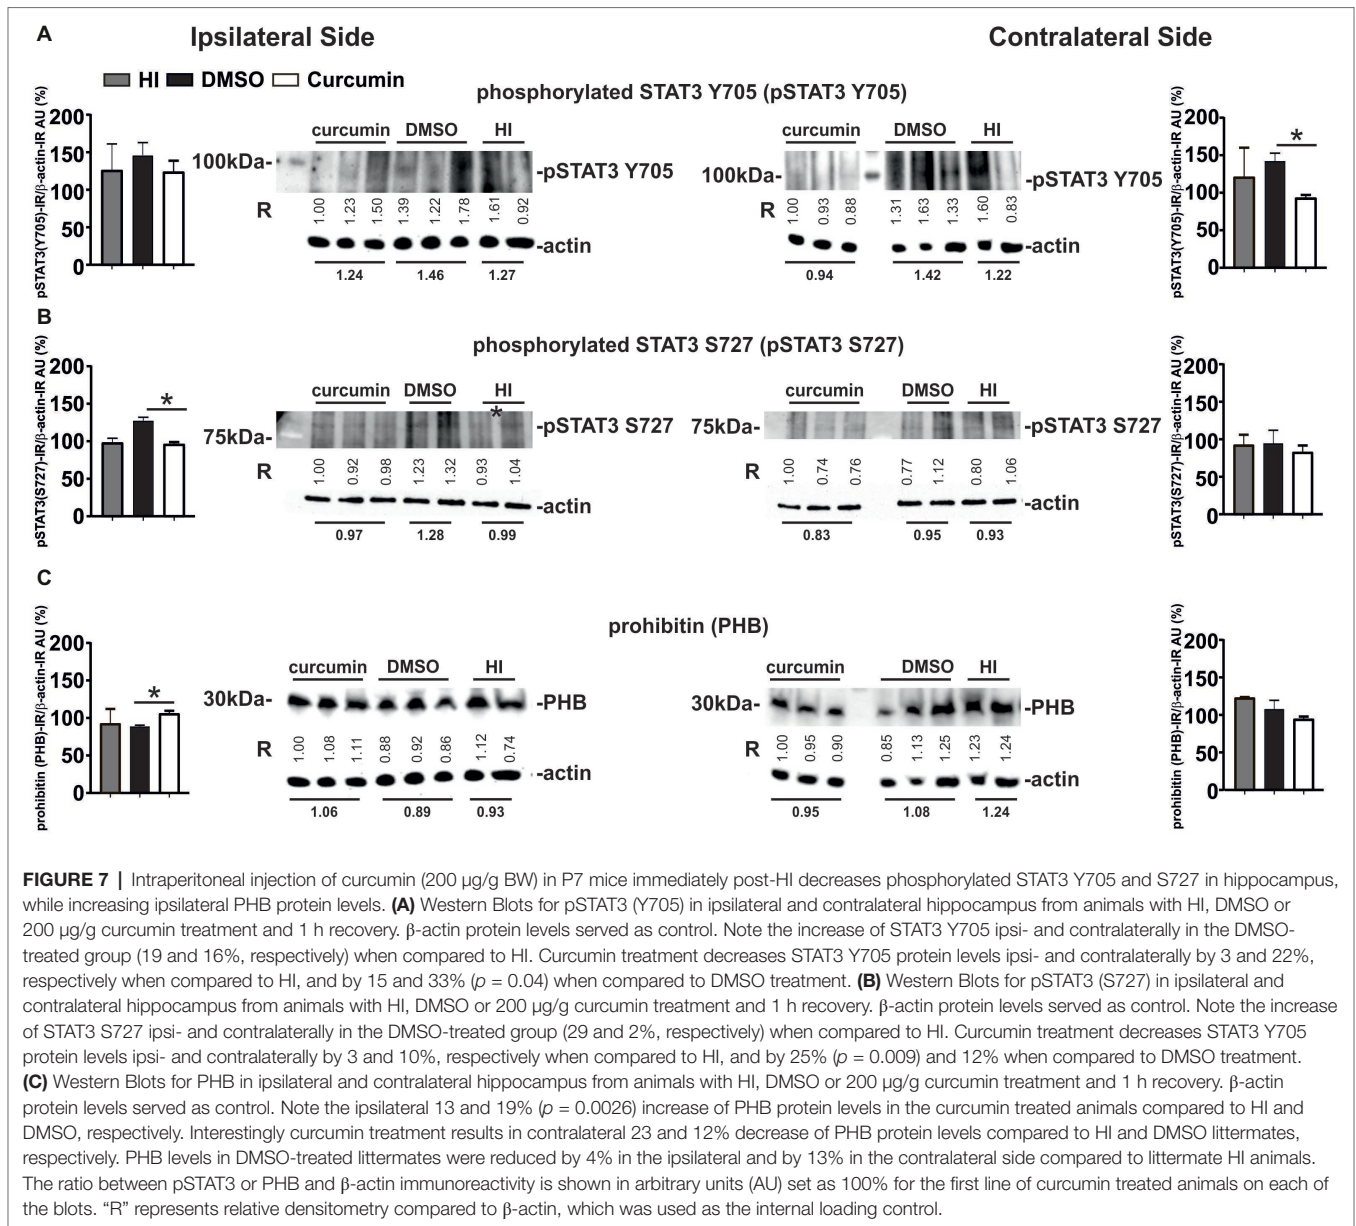 A
Ipsilateral Side
Contralateral Side
HI DMSO Curcumin
phosphorylated STAT3 Y705 (pSTAT3 Y705)
pSTAT3(Y705)-IR/β-actin-IR AU (%)
200
150
100
50
0
curcumin DMSO HI
100kDa-
-pSTAT3 Y705
R
1.00 1.23 1.50 1.39 1.22 1.78 1.61 0.92
-actin
1.24 1.46 1.27
curcumin DMSO HI
100kDa-
-pSTAT3 Y705
R
1.00 0.93 0.88 1.31 1.63 1.33 1.60 0.83
-actin
0.94 1.42 1.22
pSTAT3(Y705)-IR/β-actin-IR AU (%)
200
150
100
50
0
*
B
phosphorylated STAT3 S727 (pSTAT3 S727)
pSTAT3(S727)-IR/β-actin-IR AU (%)
200
150
100
50
0
*
curcumin DMSO HI
*
75kDa-
-pSTAT3 S727
R
1.00 0.92 0.98 1.23 1.32 0.93 1.04
-actin
0.97 1.28 0.99
curcumin DMSO HI
75kDa-
-pSTAT3 S727
R
1.00 0.74 0.76 0.77 1.12 0.80 1.06
-actin
0.83 0.95 0.93
pSTAT3(S727)-IR/β-actin-IR AU (%)
200
150
100
50
0
C
prohibitin (PHB)
prohibitin (PHB)-IR/β-actin-IR AU (%)
200
150
100
50
0
*
curcumin DMSO HI
30kDa-
-PHB
R
1.00 1.08 1.11 0.88 0.92 0.86 1.12 0.74
-actin
1.06 0.89 0.93
curcumin DMSO HI
30kDa-
-PHB
R
1.00 0.95 0.90 0.85 1.13 1.25 1.23 1.24
-actin
0.95 1.08 1.24
prohibitin (PHB)-IR/β-actin-IR AU (%)
200
150
100
50
0
FIGURE 7 | Intraperitoneal injection of curcumin (200 µg/g BW) in P7 mice immediately post-HI decreases phosphorylated STAT3 Y705 and S727 in hippocampus,
while increasing ipsilateral PHB protein levels. (A) Western Blots for pSTAT3 (Y705) in ipsilateral and contralateral hippocampus from animals with HI, DMSO or
200 µg/g curcumin treatment and 1 h recovery. β-actin protein levels served as control. Note the increase of STAT3 Y705 ipsi- and contralaterally in the DMSO-
treated group (19 and 16%, respectively) when compared to HI. Curcumin treatment decreases STAT3 Y705 protein levels ipsi- and contralaterally by 3 and 22%,
respectively when compared to HI, and by 15 and 33% (p = 0.04) when compared to DMSO treatment. (B) Western Blots for pSTAT3 (S727) in ipsilateral and
contralateral hippocampus from animals with HI, DMSO or 200 µg/g curcumin treatment and 1 h recovery. β-actin protein levels served as control. Note the increase
of STAT3 S727 ipsi- and contralaterally in the DMSO-treated group (29 and 2%, respectively) when compared to HI. Curcumin treatment decreases STAT3 Y705
protein levels ipsi- and contralaterally by 3 and 10%, respectively when compared to HI, and by 25% (p = 0.009) and 12% when compared to DMSO treatment.
(C) Western Blots for PHB in ipsilateral and contralateral hippocampus from animals with HI, DMSO or 200 µg/g curcumin treatment and 1 h recovery. β-actin
protein levels served as control. Note the ipsilateral 13 and 19% (p = 0.0026) increase of PHB protein levels in the curcumin treated animals compared to HI and
DMSO, respectively. Interestingly curcumin treatment results in contralateral 23 and 12% decrease of PHB protein levels compared to HI and DMSO littermates,
respectively. PHB levels in DMSO-treated littermates were reduced by 4% in the ipsilateral and by 13% in the contralateral side compared to littermate HI animals.
The ratio between pSTAT3 or PHB and β-actin immunoreactivity is shown in arbitrary units (AU) set as 100% for the first line of curcumin treated animals on each of
the blots. “R” represents relative densitometry compared to β-actin, which was used as the internal loading control.